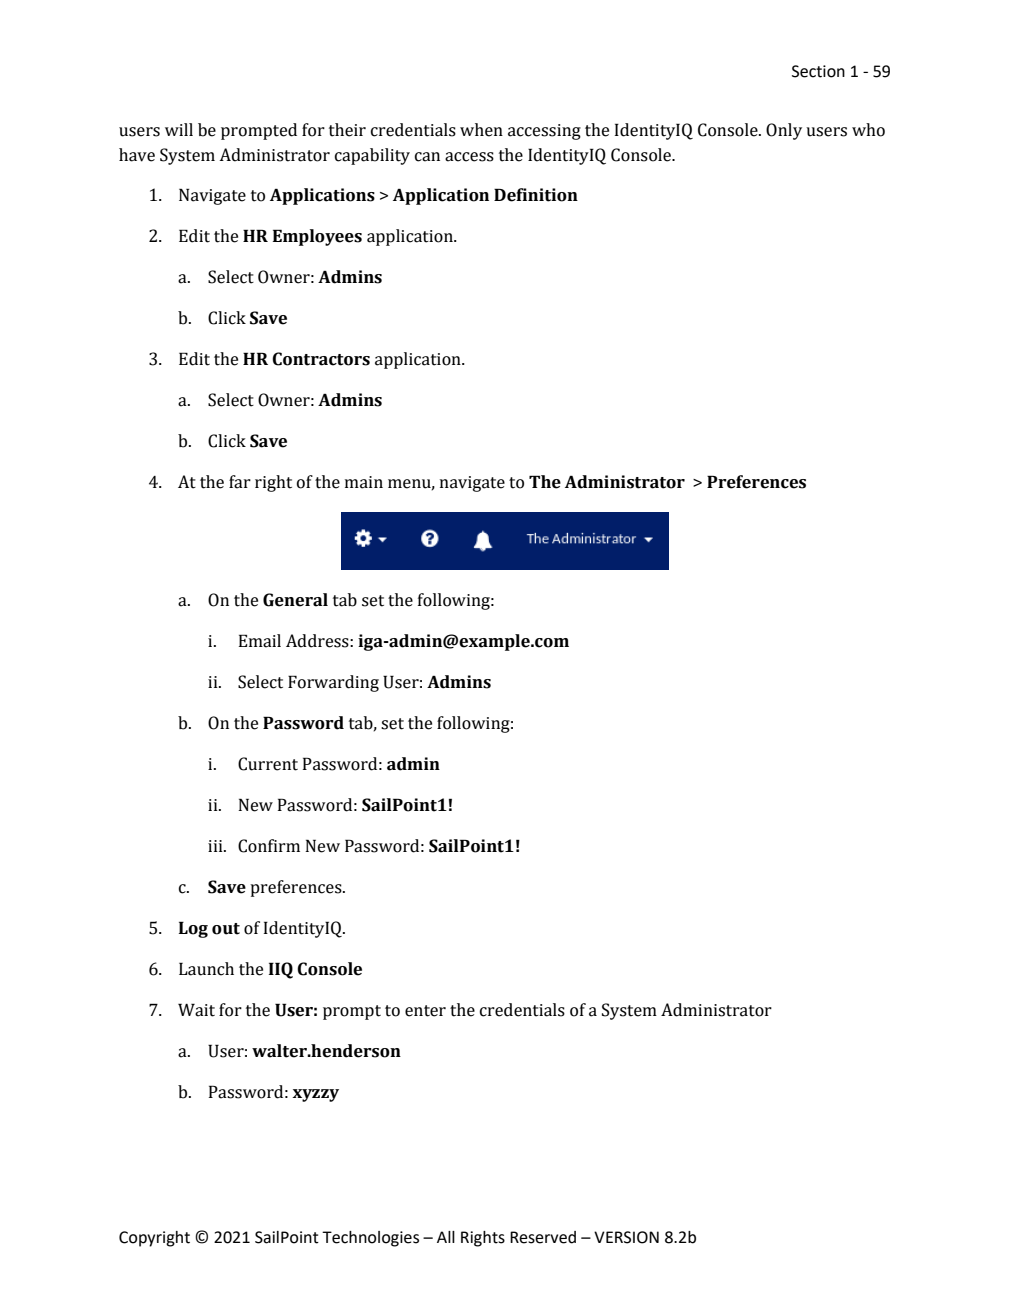 Section 1 - 59
users will be prompted for their credentials when accessing the IdentityIQ Console. Only users who
have System Administrator capability can access the IdentityIQ Console.
1. Navigate to Applications > Application Definition
2. Edit the HR Employees application.
a. Select Owner: Admins
b. Click Save
3. Edit the HR Contractors application.
a. Select Owner: Admins
b. Click Save
4. At the far right of the main menu, navigate to The Administrator > Preferences
The Administrator
a. On the General tab set the following:
i. Email Address: iga-admin@example.com
ii. Select Forwarding User: Admins
b. On the Password tab, set the following:
i. Current Password: admin
ii. New Password: SailPoint1!
iii. Confirm New Password: SailPoint1!
c. Save preferences.
5. Log out of IdentityIQ.
6. Launch the IIQ Console
7. Wait for the User: prompt to enter the credentials of a System Administrator
a. User: walter.henderson
b. Password: xyzzy
Copyright © 2021 SailPoint Technologies – All Rights Reserved – VERSION 8.2b